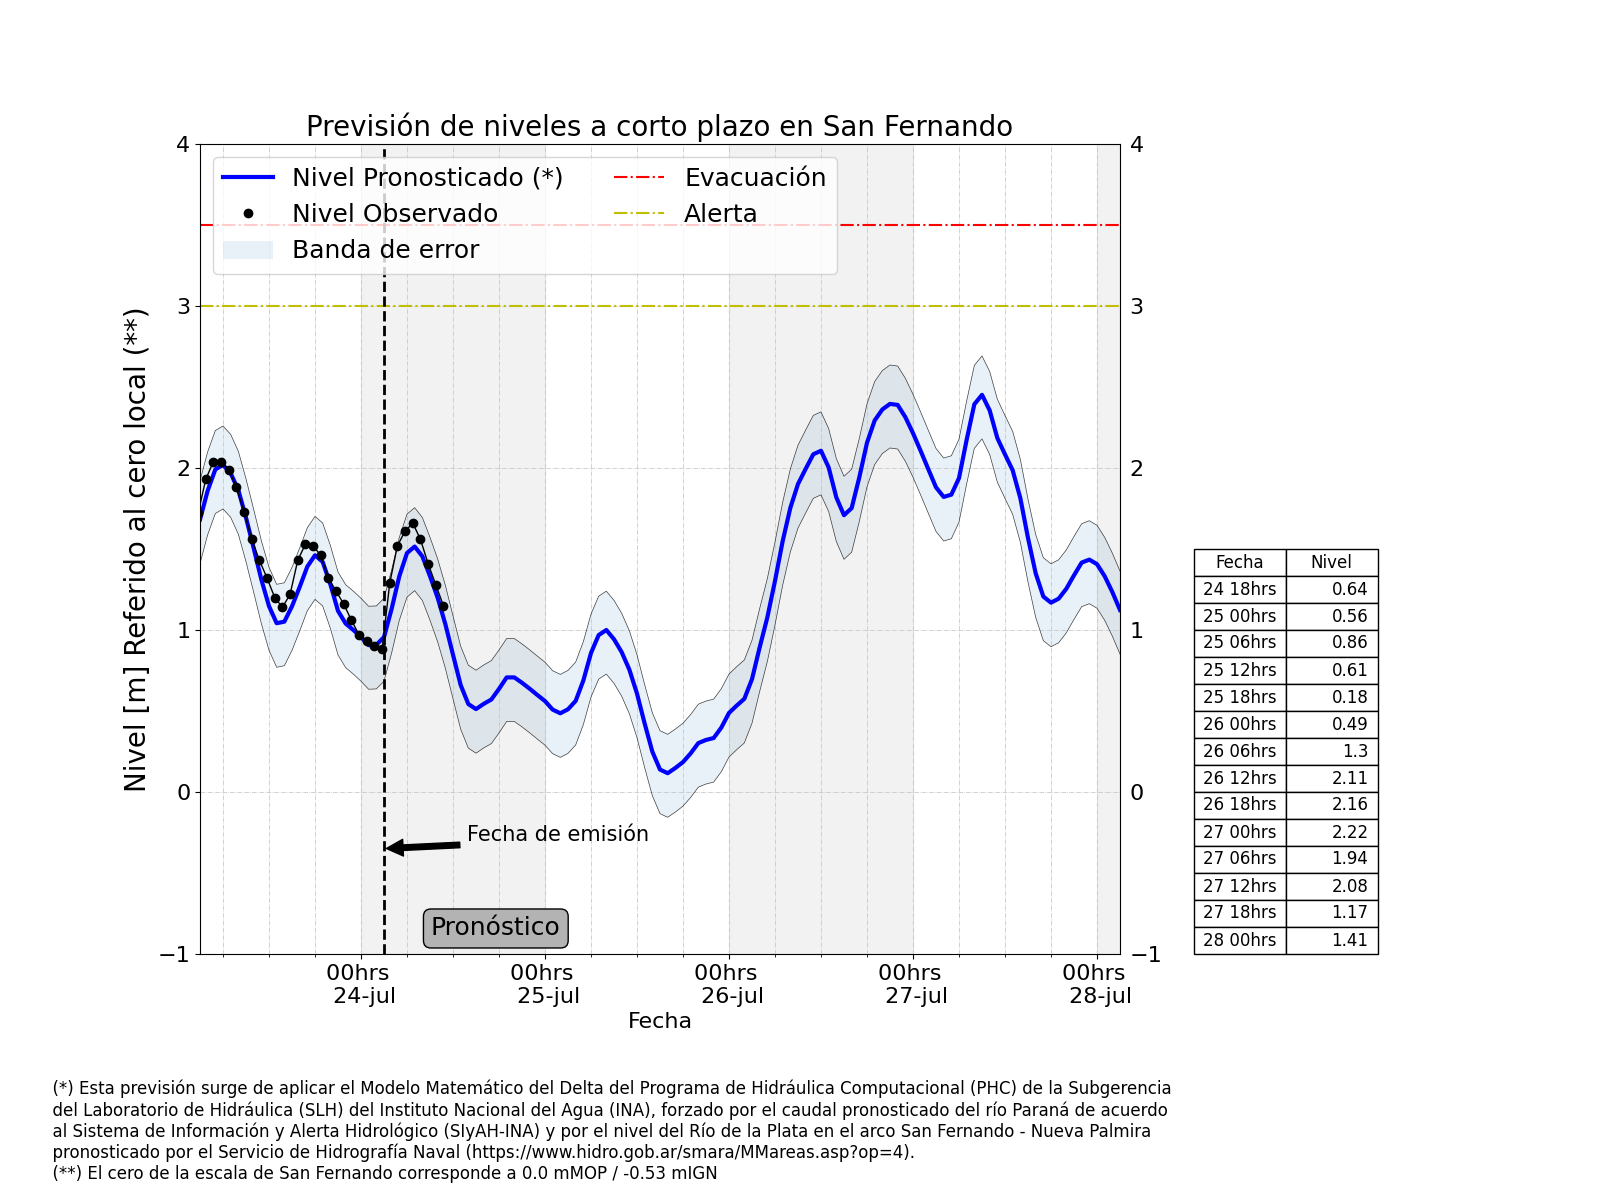 Previsión de niveles a corto plazo en San Fernando
Nivel Pronosticado (*)
Nivel Observado
Banda de error
Evacuación
Alerta
Nivel [m] Referido al cero local (**)
4
3
2
1
0
−1
4
3
2
1
0
−1
Fecha de emisión
Pronóstico
00hrs
24-jul
00hrs
25-jul
00hrs
26-jul
00hrs
27-jul
00hrs
28-jul
Fecha
Fecha Nivel
24 18hrs 0.64
25 00hrs 0.56
25 06hrs 0.86
25 12hrs 0.61
25 18hrs 0.18
26 00hrs 0.49
26 06hrs 1.3
26 12hrs 2.11
26 18hrs 2.16
27 00hrs 2.22
27 06hrs 1.94
27 12hrs 2.08
27 18hrs 1.17
28 00hrs 1.41
(*) Esta previsión surge de aplicar el Modelo Matemático del Delta del Programa de Hidráulica Computacional (PHC) de la Subgerencia
del Laboratorio de Hidráulica (SLH) del Instituto Nacional del Agua (INA), forzado por el caudal pronosticado del río Paraná de acuerdo
al Sistema de Información y Alerta Hidrológico (SIyAH-INA) y por el nivel del Río de la Plata en el arco San Fernando - Nueva Palmira
pronosticado por el Servicio de Hidrografía Naval (https://www.hidro.gob.ar/smara/MMareas.asp?op=4).
(**) El cero de la escala de San Fernando corresponde a 0.0 mMOP / -0.53 mIGN